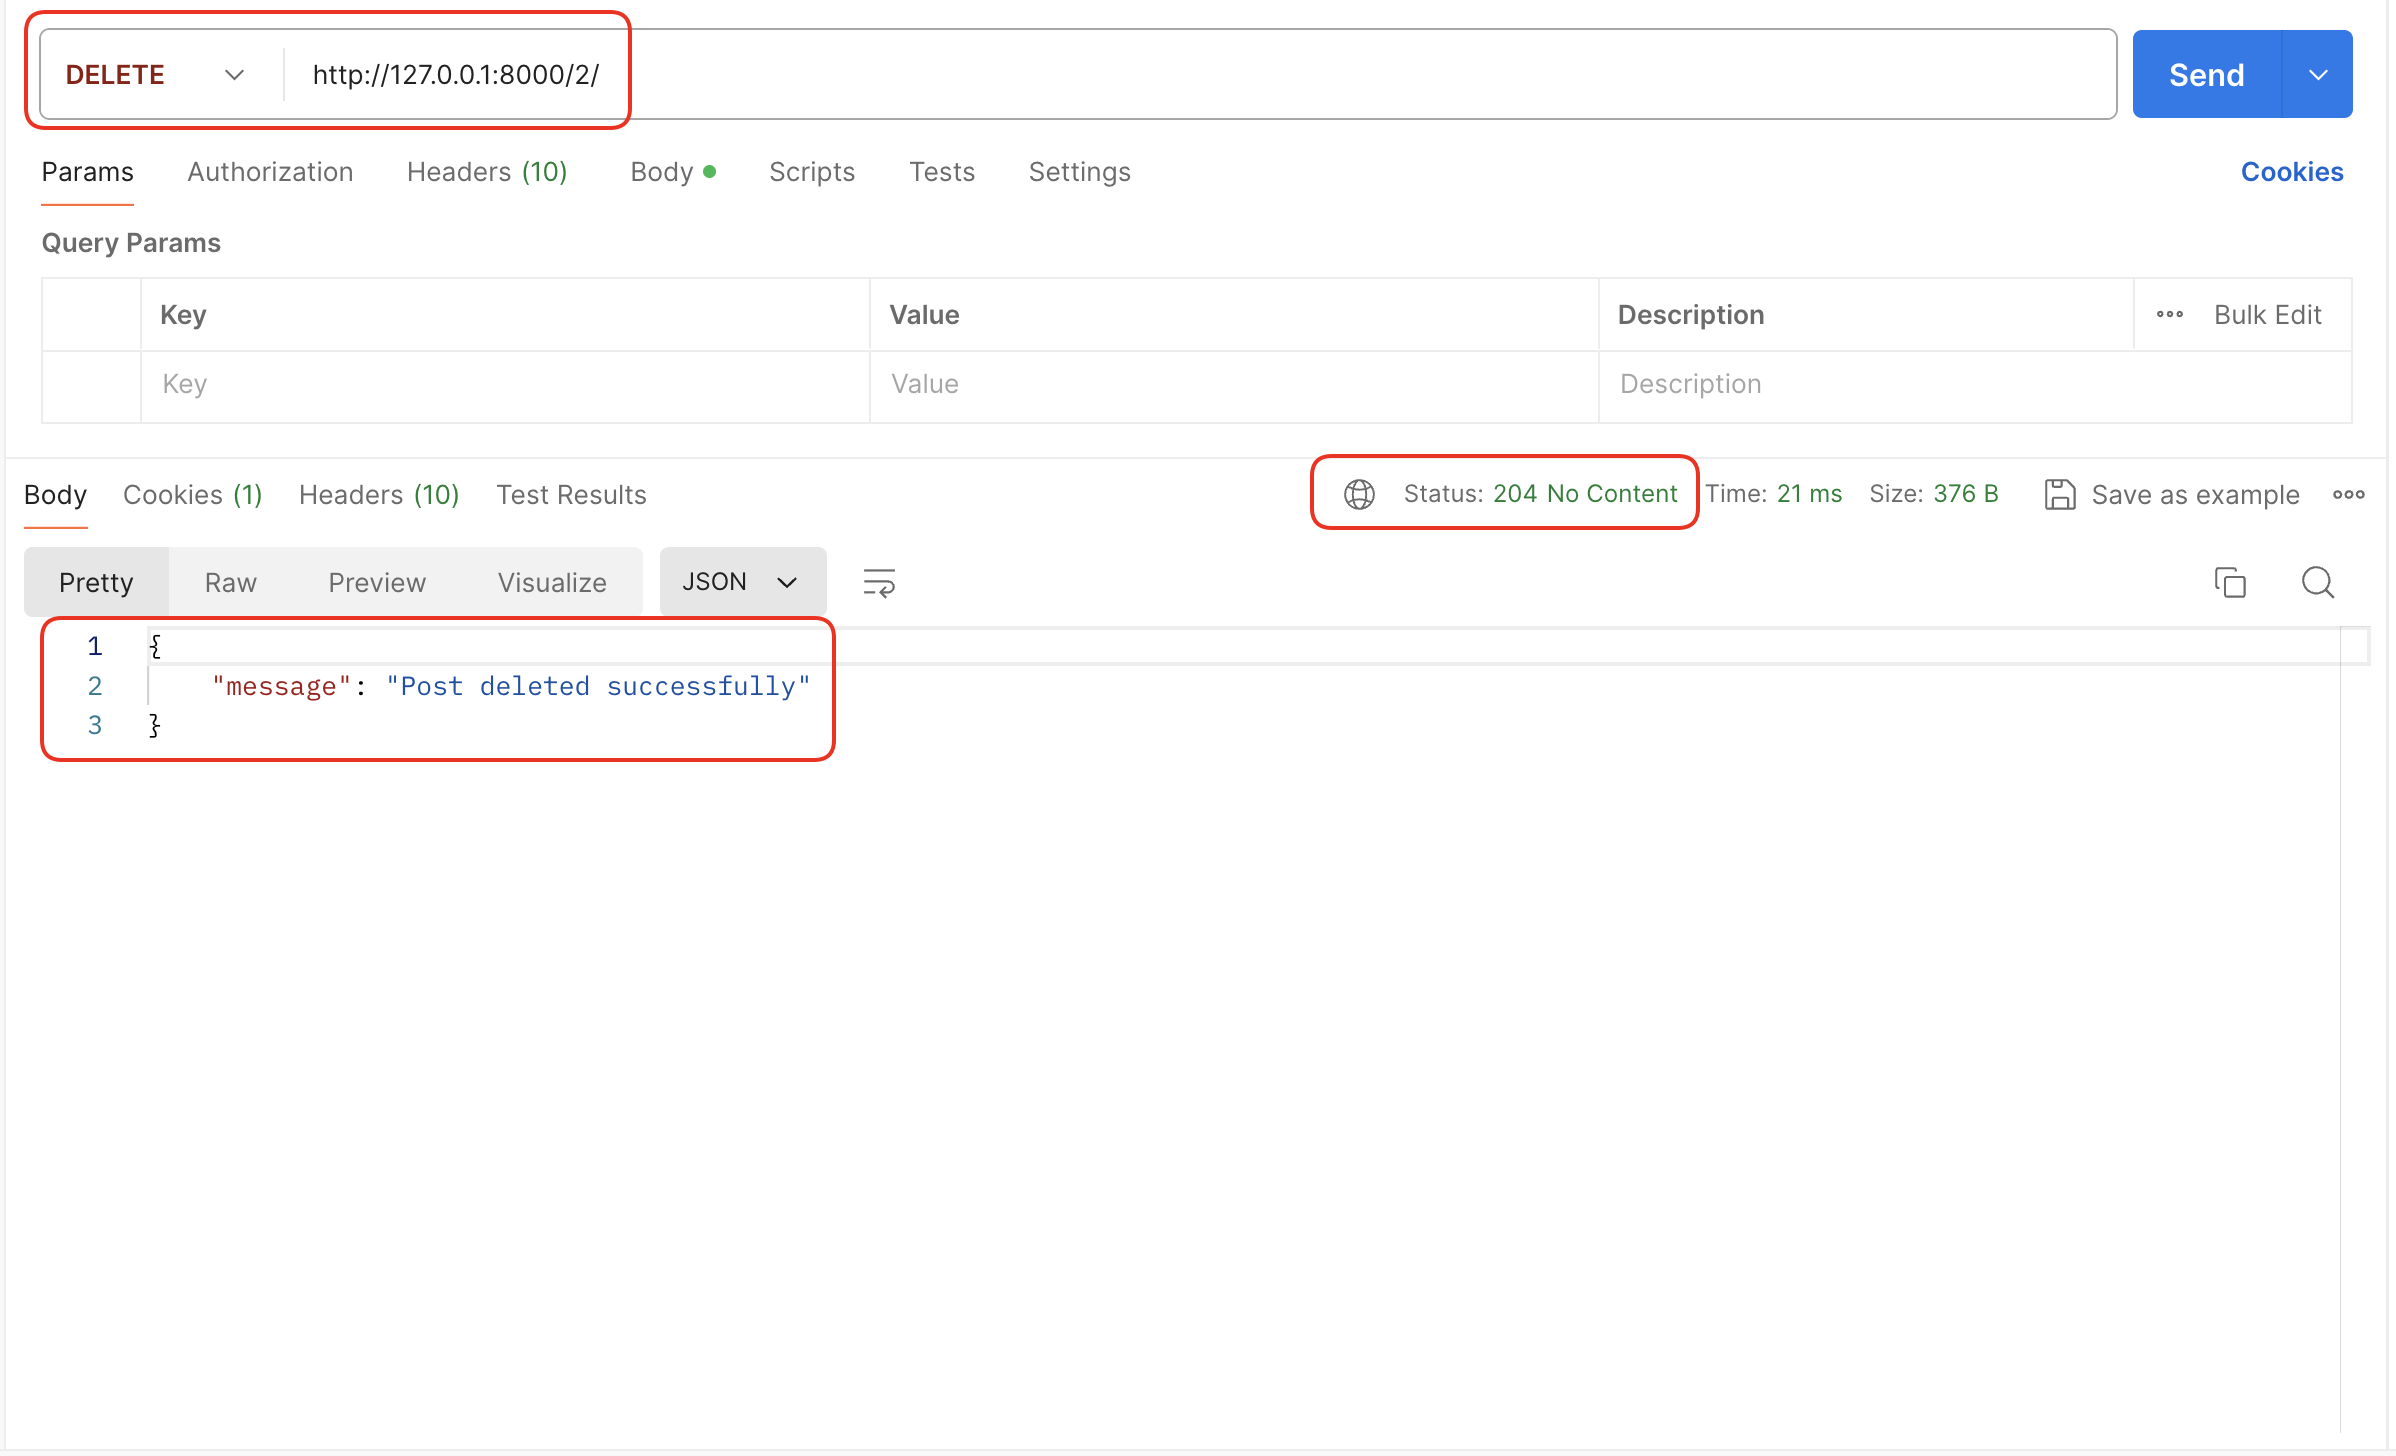 DELETE http://127.0.0.1:8000/2/ Send
Params Authorization Headers (10) Body Scripts Tests Settings Cookies
Query Params
Key Value Description Bulk Edit
Key Value Description
Body Cookies (1) Headers (10) Test Results Status: 204 No Content Time: 21 ms Size: 376 B Save as example
Pretty Raw Preview Visualize JSON
1 {
2 "message": "Post deleted successfully"
3 }